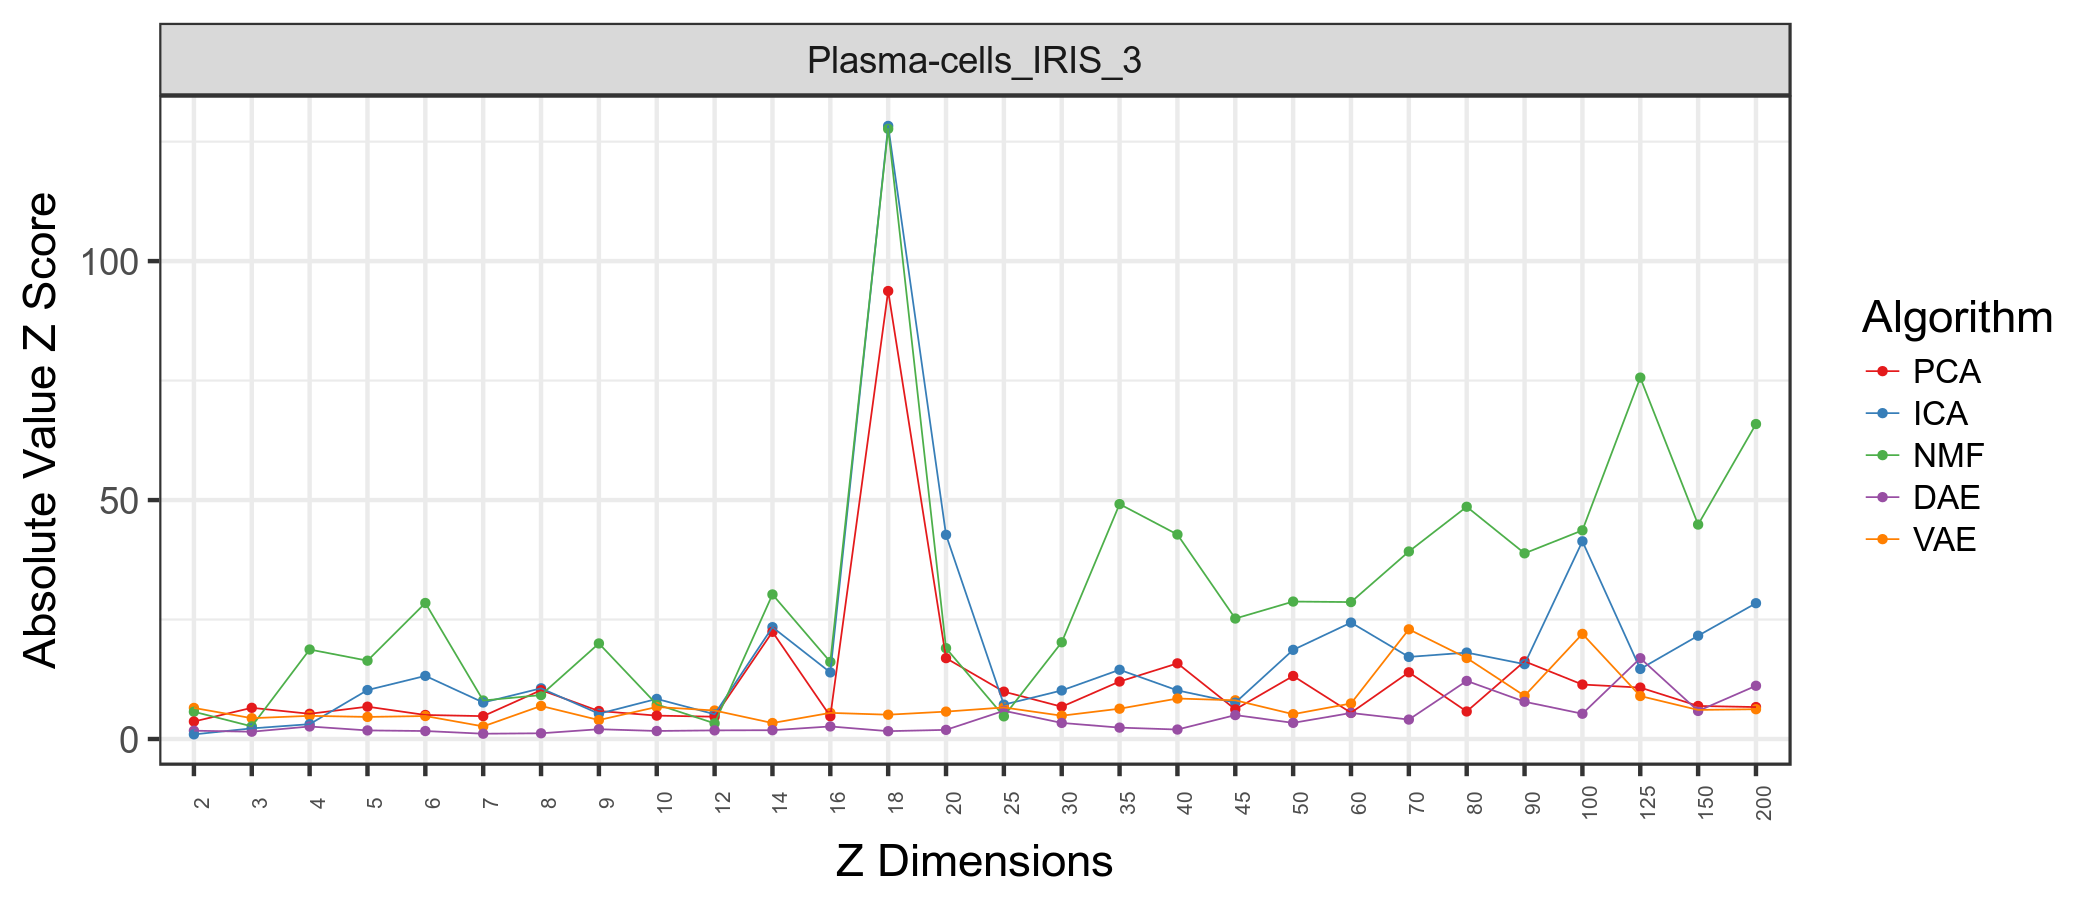 Plasma-cells_IRIS_3
Absolute Value Z Score
100
50
0
2 3 4 5 6 7 8 9 10 12 14 16 18 20 25 30 35 40 45 50 60 70 80 90 100 125 150 200
Z Dimensions
Algorithm
PCA
ICA
NMF
DAE
VAE